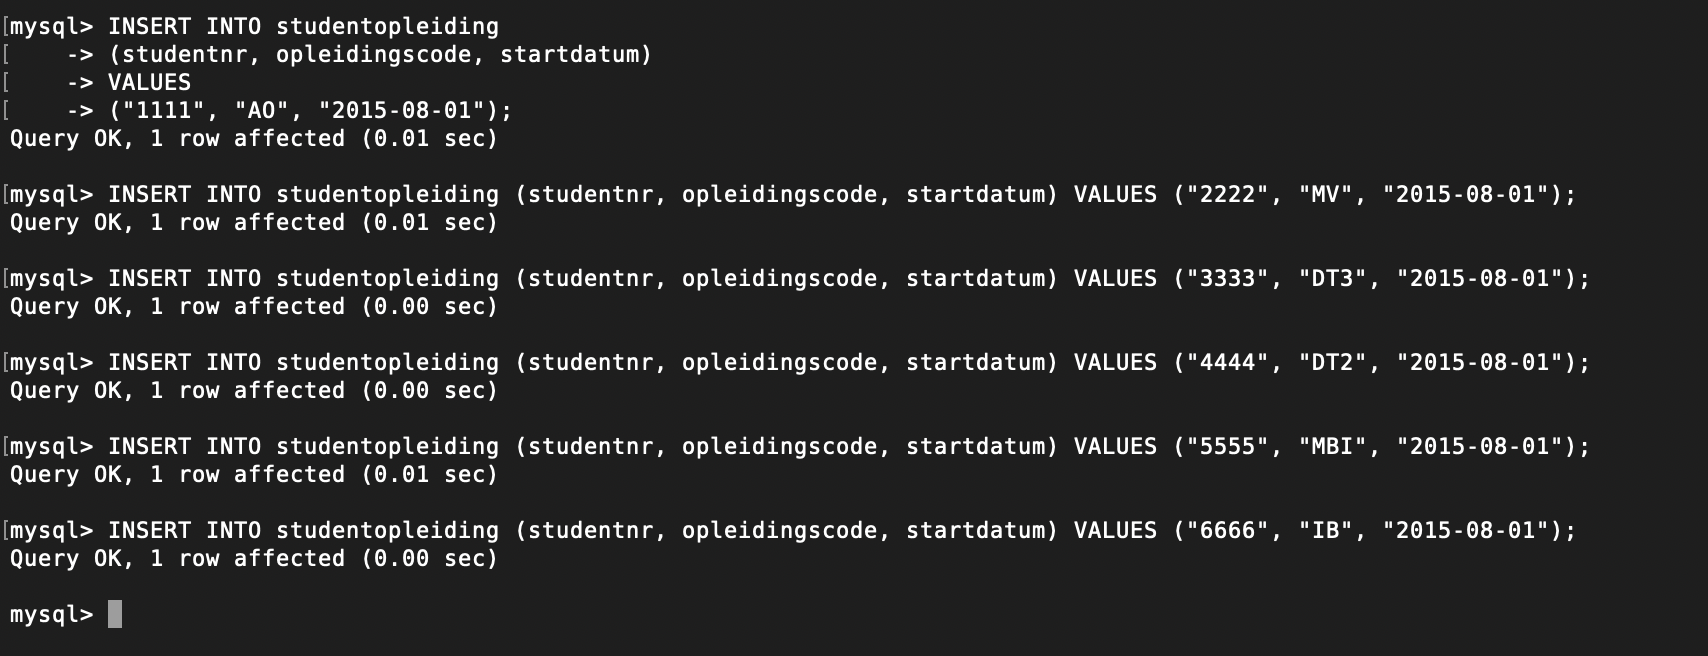 [mysql> INSERT INTO studentopleiding
[    -> (studentnr, opleidingscode, startdatum)
[    -> VALUES
[    -> ("1111", "AO", "2015-08-01");
Query OK, 1 row affected (0.01 sec)

[mysql> INSERT INTO studentopleiding (studentnr, opleidingscode, startdatum) VALUES ("2222", "MV", "2015-08-01");
Query OK, 1 row affected (0.01 sec)

[mysql> INSERT INTO studentopleiding (studentnr, opleidingscode, startdatum) VALUES ("3333", "DT3", "2015-08-01");
Query OK, 1 row affected (0.00 sec)

[mysql> INSERT INTO studentopleiding (studentnr, opleidingscode, startdatum) VALUES ("4444", "DT2", "2015-08-01");
Query OK, 1 row affected (0.00 sec)

[mysql> INSERT INTO studentopleiding (studentnr, opleidingscode, startdatum) VALUES ("5555", "MBI", "2015-08-01");
Query OK, 1 row affected (0.01 sec)

[mysql> INSERT INTO studentopleiding (studentnr, opleidingscode, startdatum) VALUES ("6666", "IB", "2015-08-01");
Query OK, 1 row affected (0.00 sec)

mysql>